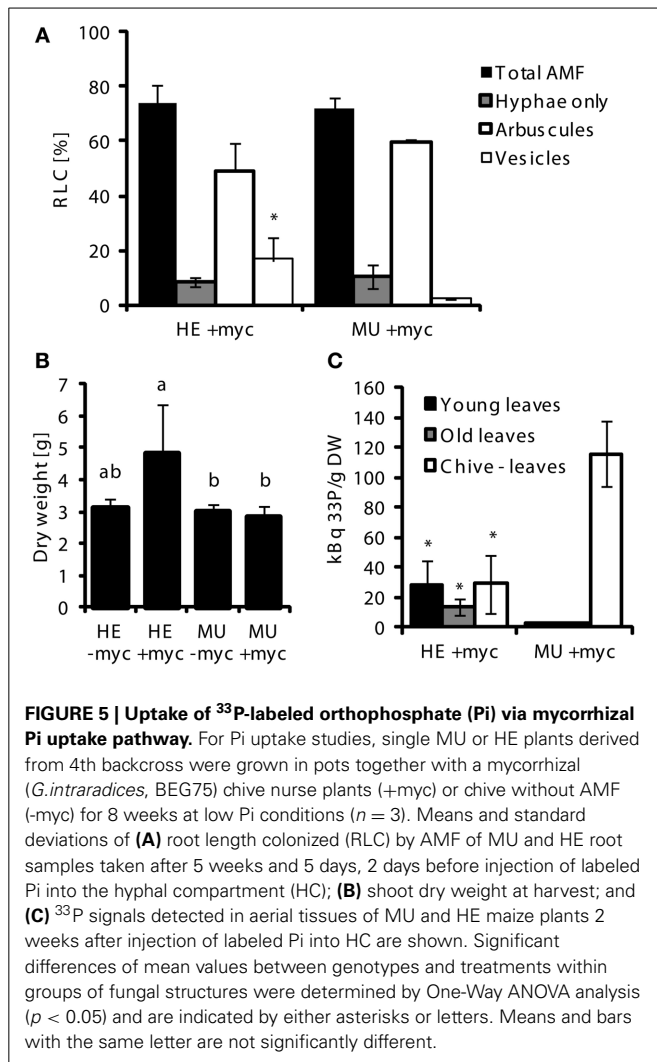 A
100
80
60
40
20
0
RLC [%]
*
HE +myc
MU +myc
Total AMF
Hyphae only
Arbuscules
Vesicles
B
7
6
5
4
3
2
1
0
Dry weight [g]
ab
a
b
b
HE -myc
HE +myc
MU -myc
MU +myc
C
160
140
120
100
80
60
40
20
0
kBq 33P/g DW
Young leaves
Old leaves
Chive - leaves
*
*
*
HE +myc
MU +myc
FIGURE 5 | Uptake of ³³P-labeled orthophosphate (Pi) via mycorrhizal
Pi uptake pathway. For Pi uptake studies, single MU or HE plants derived
from 4th backcross were grown in pots together with a mycorrhizal
(G.intraradices, BEG75) chive nurse plants (+myc) or chive without AMF
(-myc) for 8 weeks at low Pi conditions (n = 3). Means and standard
deviations of (A) root length colonized (RLC) by AMF of MU and HE root
samples taken after 5 weeks and 5 days, 2 days before injection of labeled
Pi into the hyphal compartment (HC); (B) shoot dry weight at harvest; and
(C) ³³P signals detected in aerial tissues of MU and HE maize plants 2
weeks after injection of labeled Pi into HC are shown. Significant
differences of mean values between genotypes and treatments within
groups of fungal structures were determined by One-Way ANOVA analysis
(p < 0.05) and are indicated by either asterisks or letters. Means and bars
with the same letter are not significantly different.